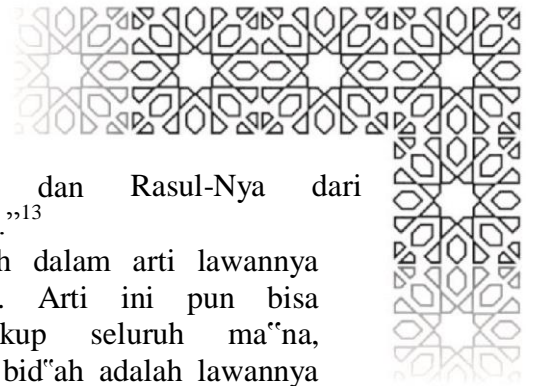 dan Rasul-Nya dari
.”13
h dalam arti lawannya
. Arti ini pun bisa
kup seluruh ma‟na,
bid‟ah adalah lawannya